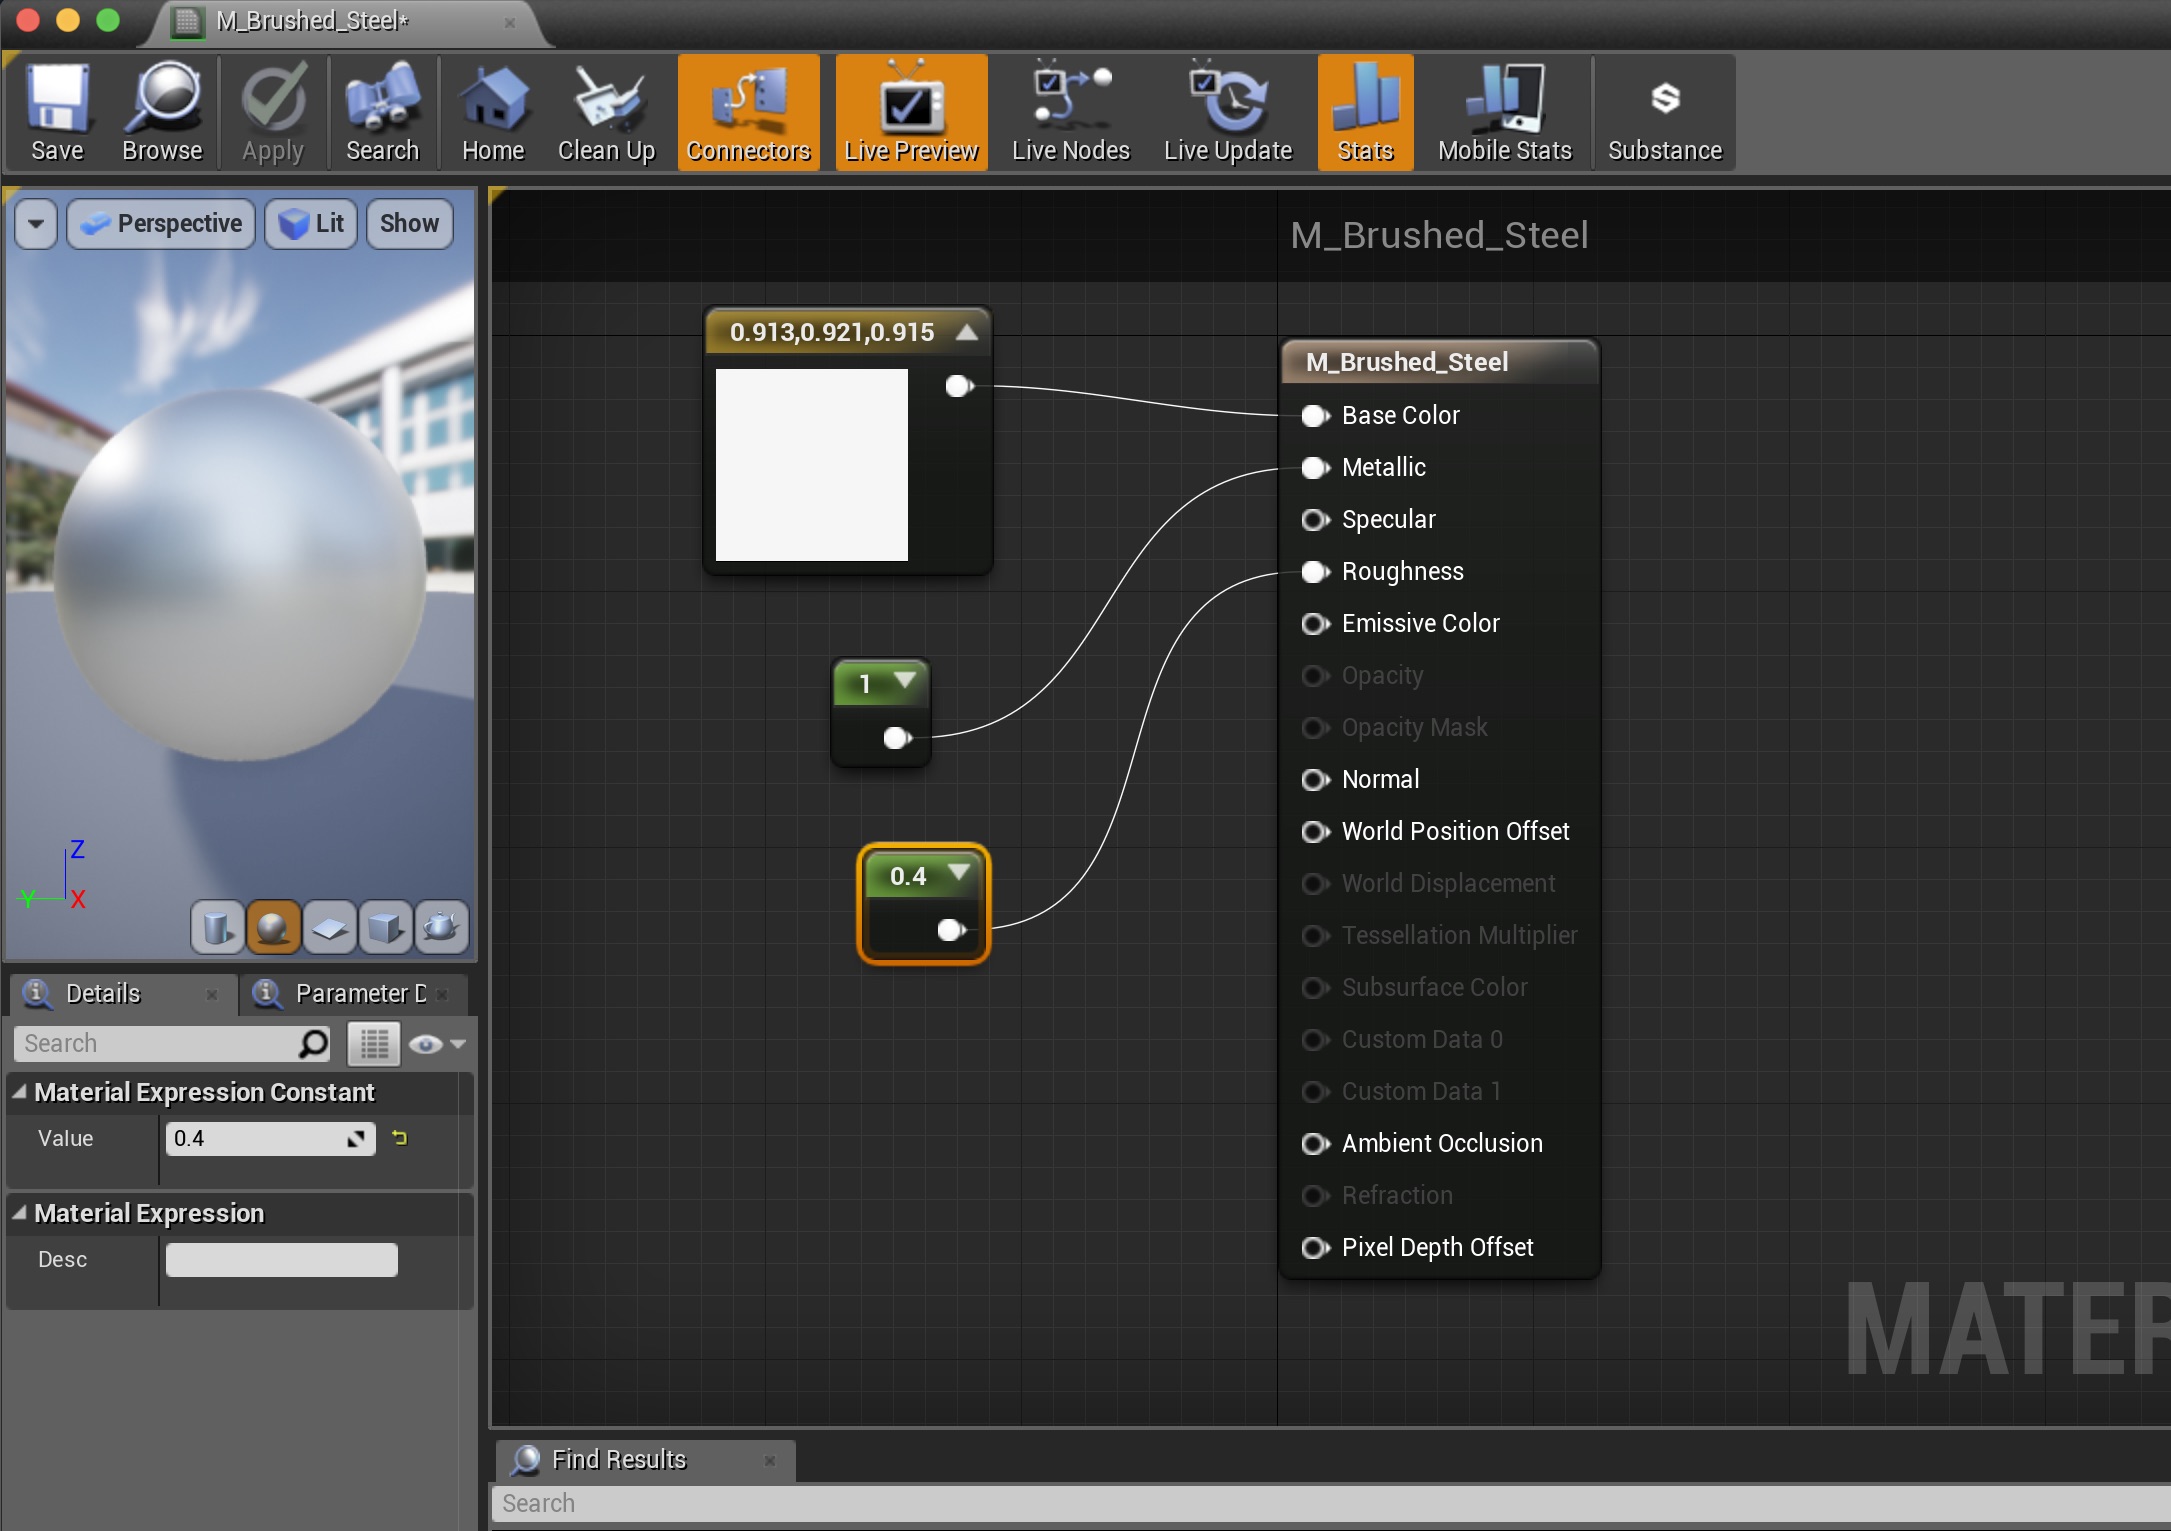 M_Brushed_Steel*
Save
Browse
Apply
Search
Home
Clean Up
Connectors
Live Preview
Live Nodes
Live Update
Stats
Mobile Stats
Substance
Perspective
Lit
Show
M_Brushed_Steel
0.913,0.921,0.915
1
0.4
M_Brushed_Steel
Base Color
Metallic
Specular
Roughness
Emissive Color
Opacity
Opacity Mask
Normal
World Position Offset
World Displacement
Tessellation Multiplier
Subsurface Color
Custom Data 0
Custom Data 1
Ambient Occlusion
Refraction
Pixel Depth Offset
Z
Y
X
Details
Parameter D
Search
Material Expression Constant
Value
0.4
Material Expression
Desc
MATER
Find Results
Search